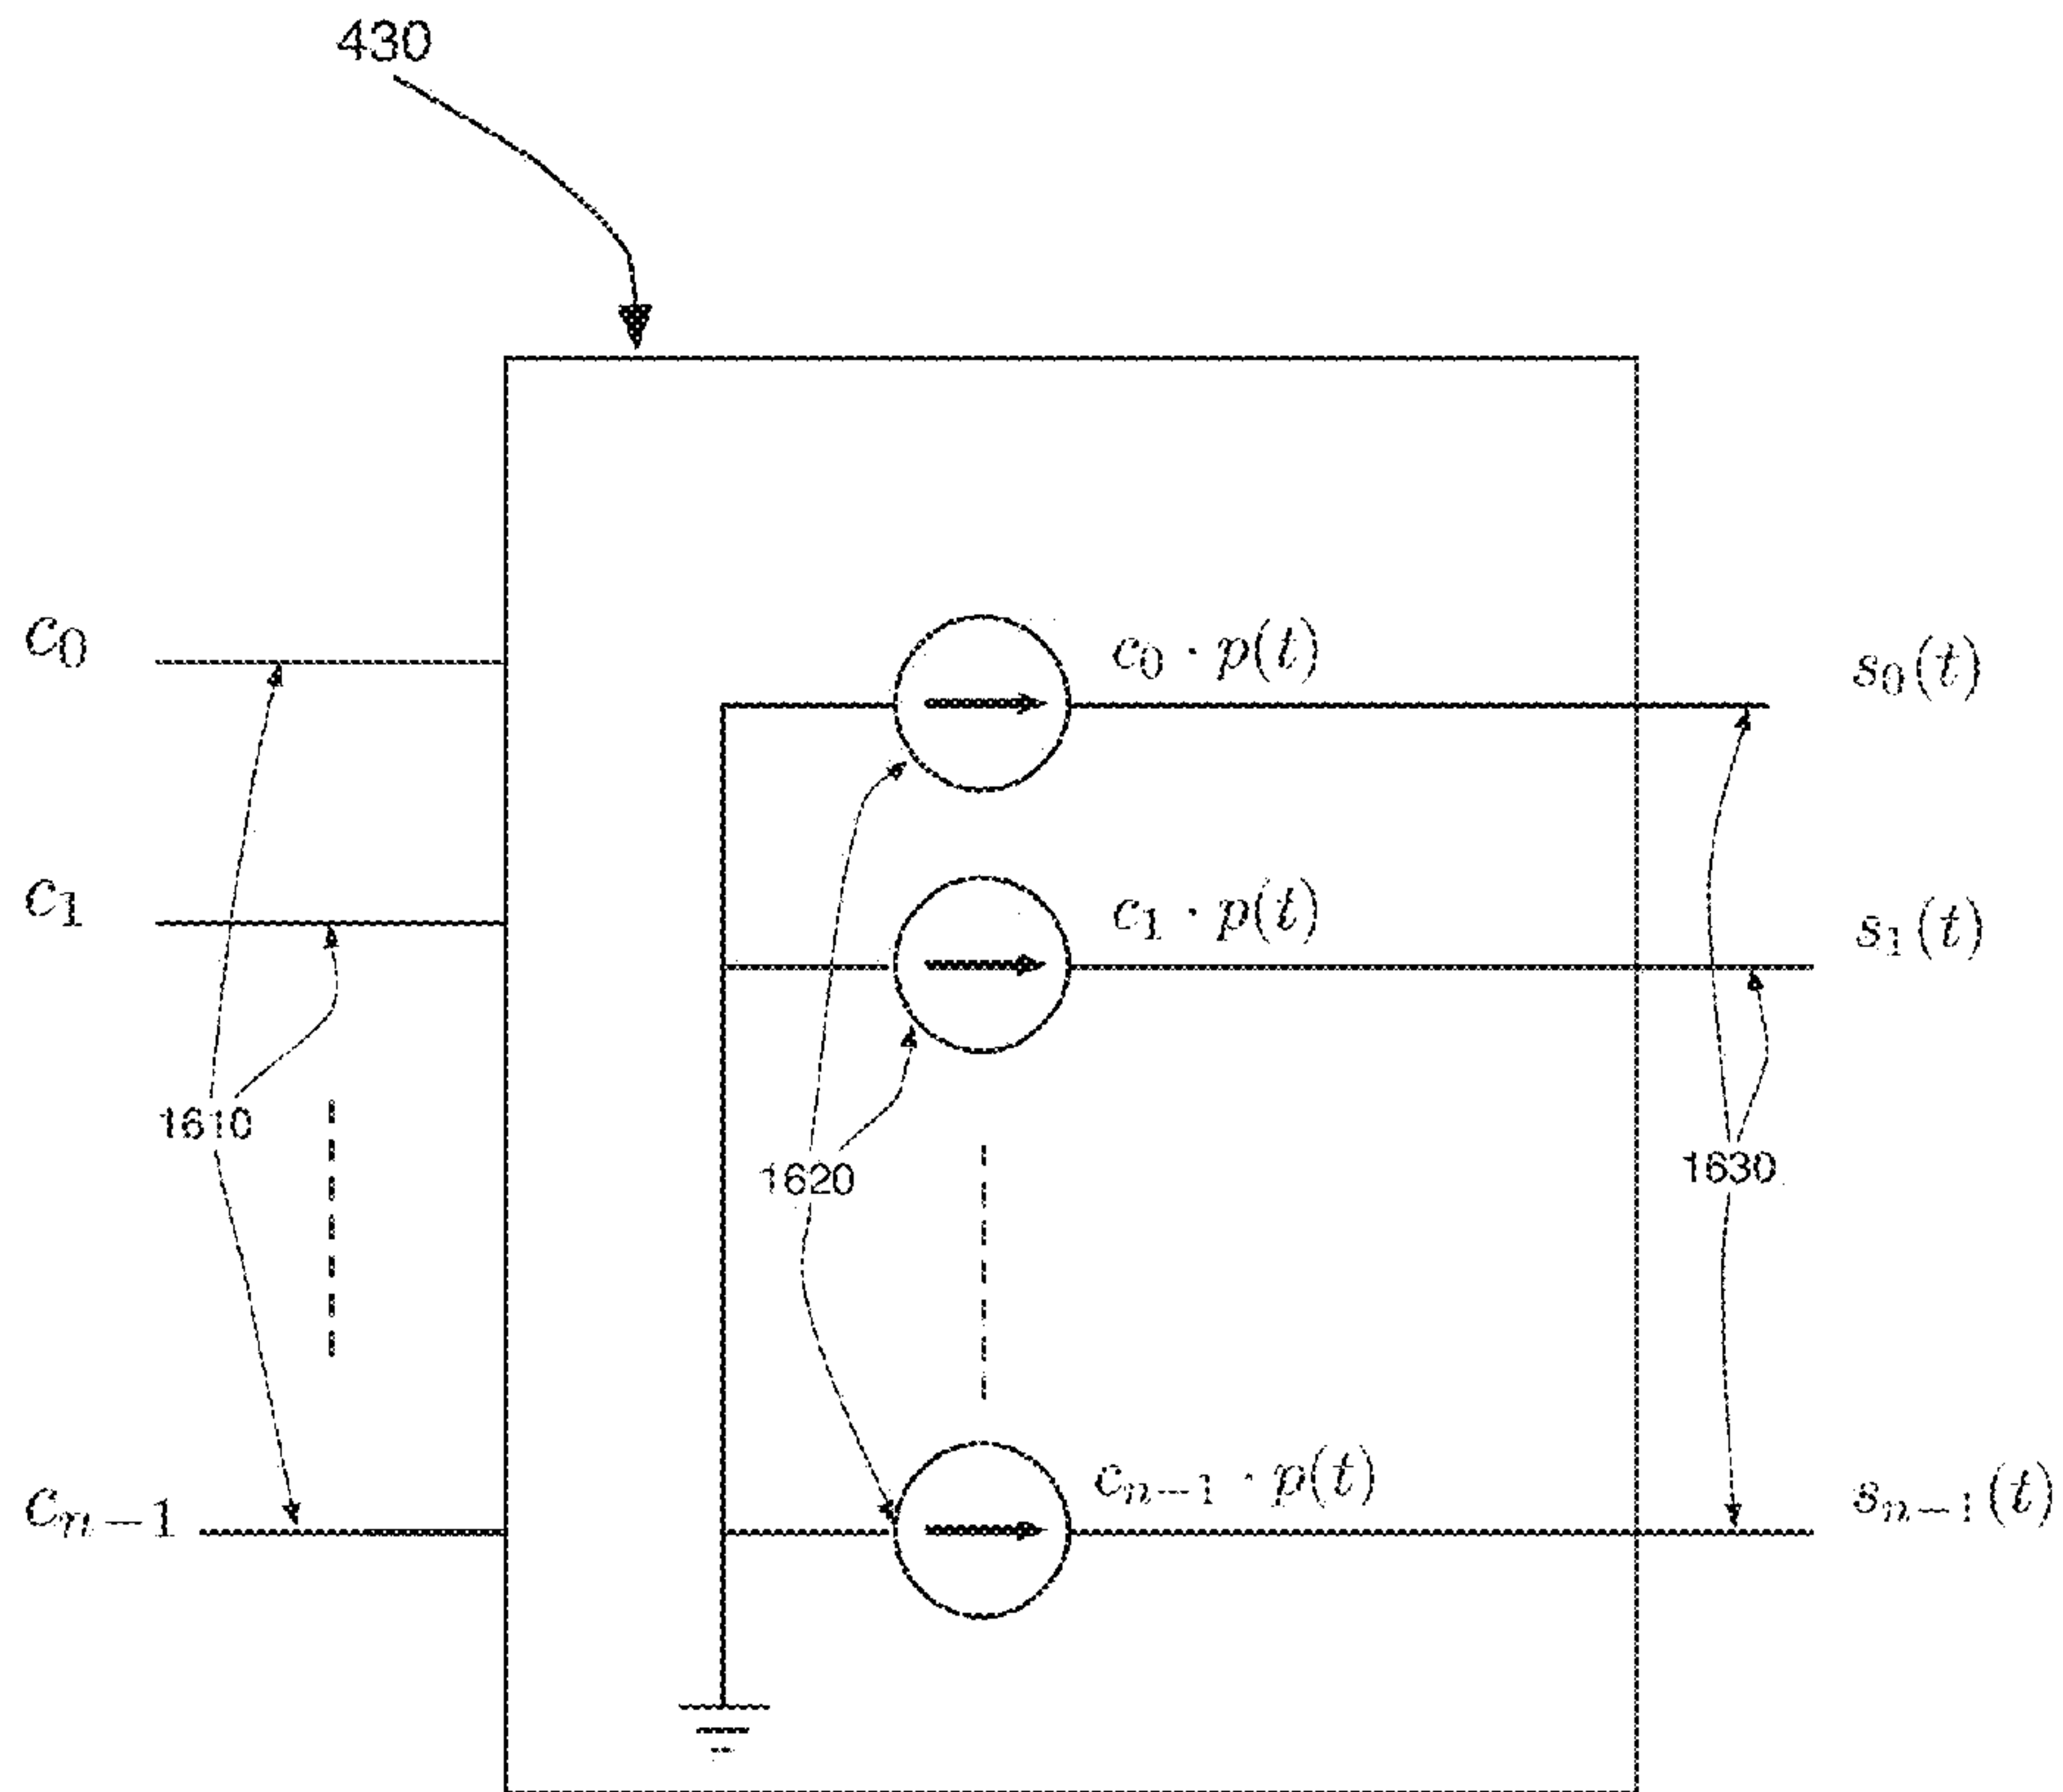 430
c₀
c₀ · p(t)
s₀(t)
c₁
c₁ · p(t)
s₁(t)
1610
1620
1630
cₙ₋₁
cₙ₋₁ · p(t)
sₙ₋₁(t)